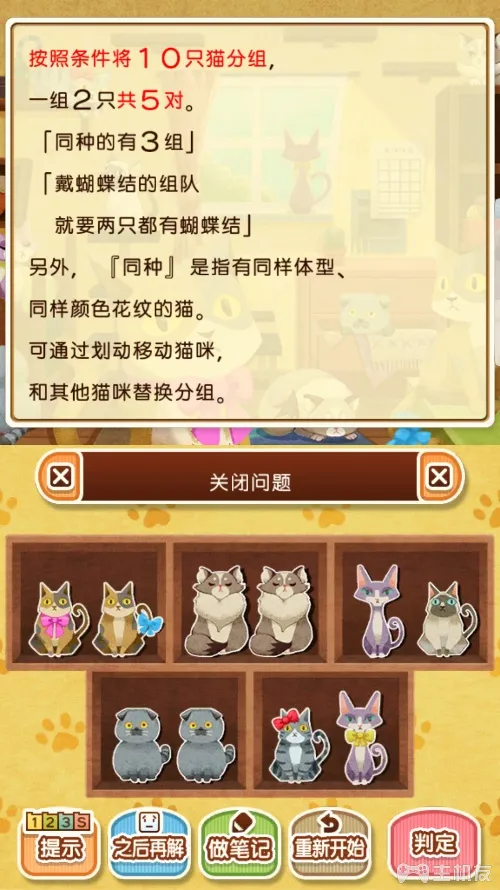 按照条件将10只猫分组,
一组2只共5对。
「同种的有3组」
「戴蝴蝶结的组队
就要两只都有蝴蝶结」
另外, 『同种』 是指有同样体型、
同样颜色花纹的猫。
可通过划动移动猫咪,
和其他猫咪替换分组。
关闭问题
123S
提示
之后再解
做笔记
重新开始
判定
主机友